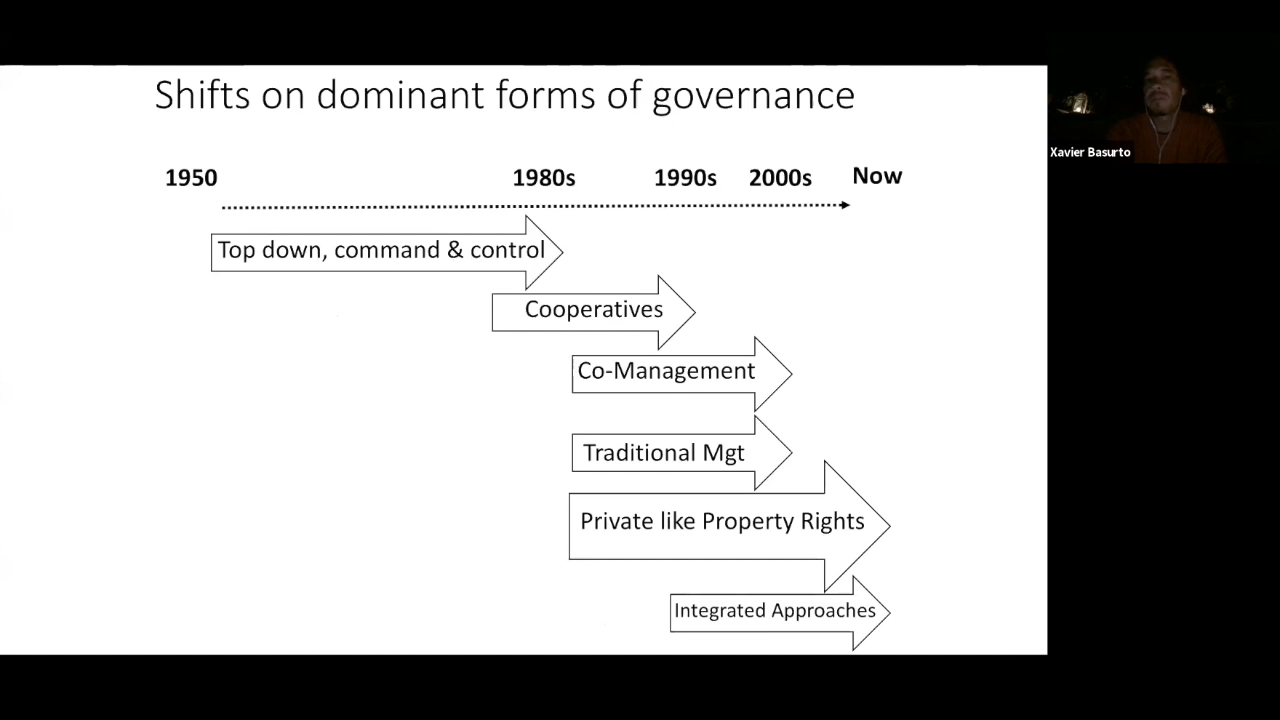 Shifts on dominant forms of governance
1950 1980s 1990s 2000s Now
Top down, command & control
Cooperatives
Co-Management
Traditional Mgt
Private like Property Rights
Integrated Approaches
Xavier Basurto